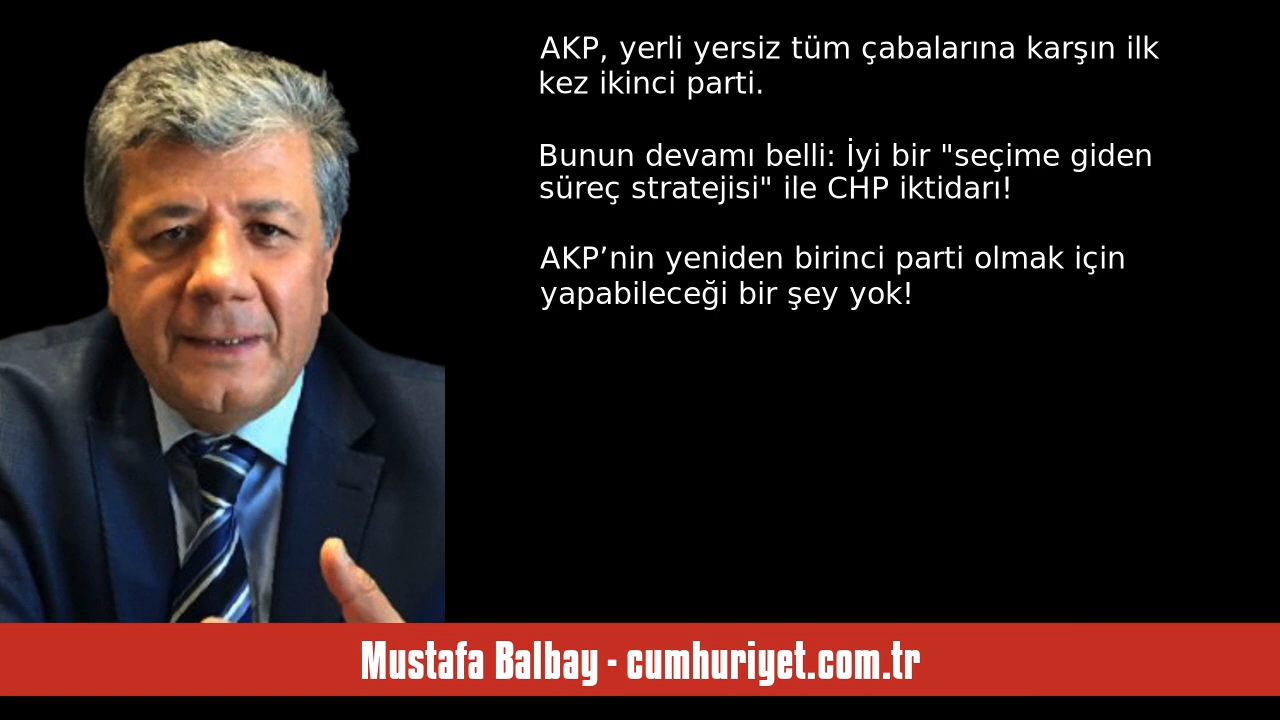 AKP, yerli yersiz tüm çabalarına karşın ilk
kez ikinci parti.
Bunun devamı belli: İyi bir "seçime giden
süreç stratejisi" ile CHP iktidarı!
AKP’nin yeniden birinci parti olmak için
yapabileceği bir şey yok!
Mustafa Balbay - cumhuriyet.com.tr